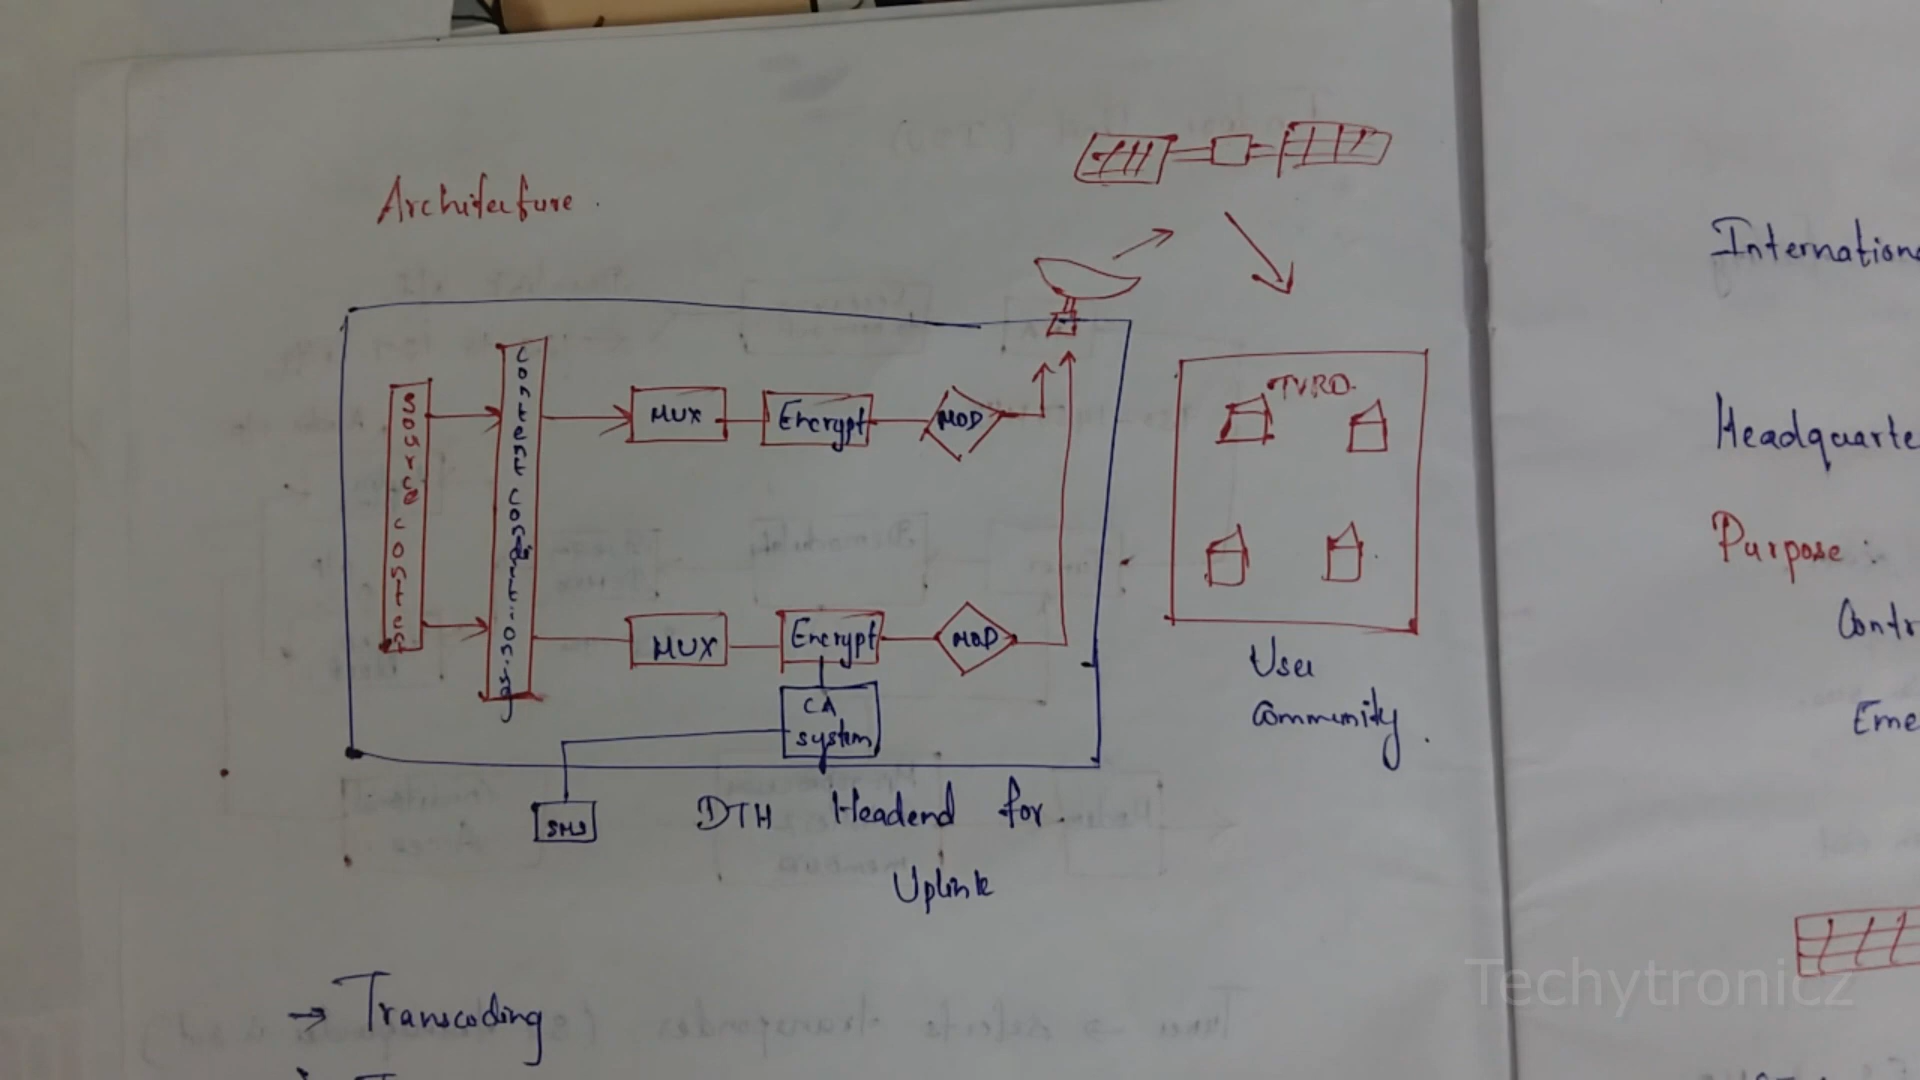 Architecture.
Source content
content conditioning
MUX
Encrypt
MOD
MUX
Encrypt
MOD
CA
system
SMS
DTH Headend for
Uplink
TVRO
User
Community.
→ Transcoding
Internation
Headquarte
Purpose:
Contr
Eme
Techytronicz